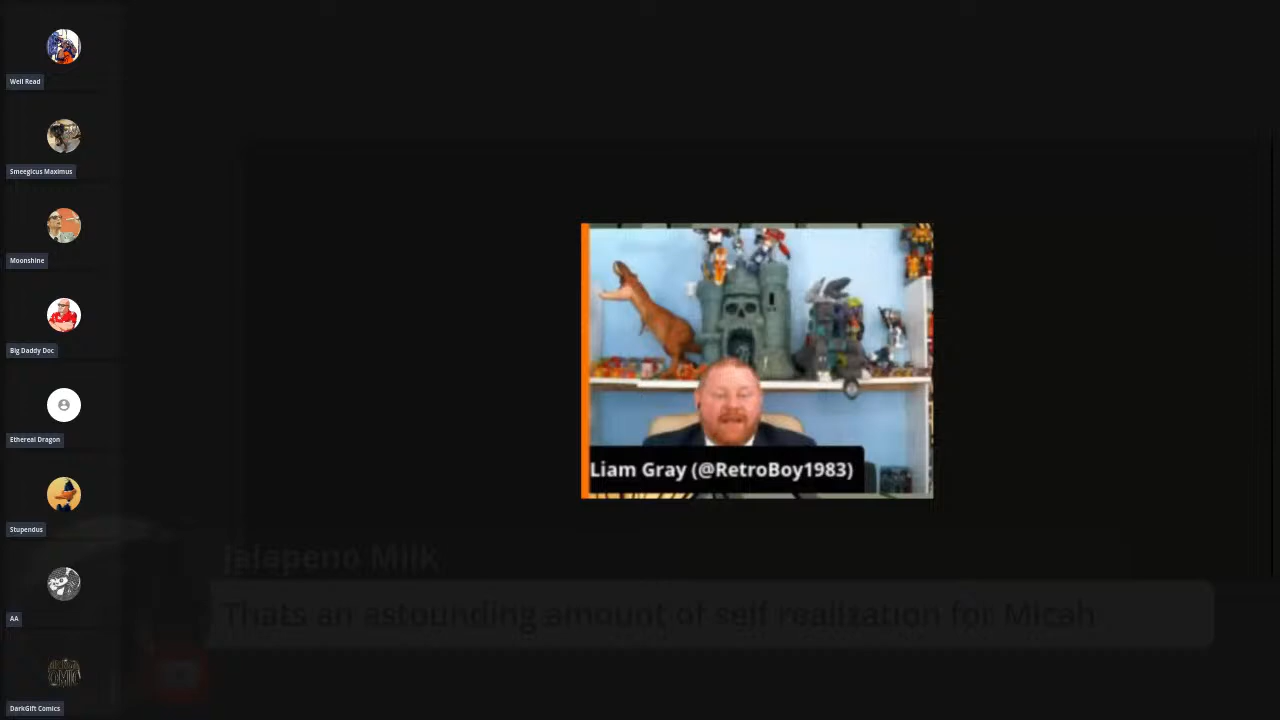 Well Read
Smeegicus Maximus
Moonshine
Big Daddy Doc
Ethereal Dragon
Stupendus
AA
DarkGift Comics
Liam Gray (@RetroBoy1983)
Jalapeno Milk
Thats an astounding amount of self realization for Micah